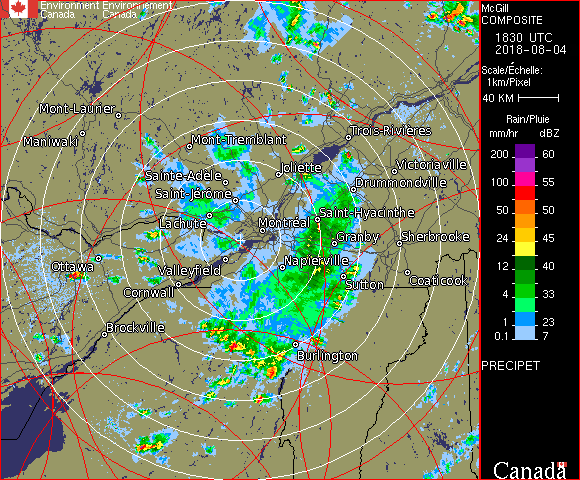 Environment Environnement
Canada Canada
Mont-Laurier
Maniwaki
Mont-Tremblant
Trois-Rivières
Joliette
Victoriaville
Sainte-Adèle
Drummondville
Saint-Jérôme
Lachute
Montréal
Saint-Hyacinthe
Granby
Sherbrooke
Ottawa
Valleyfield
Napierville
Cornwall
Sutton
Coaticook
Brockville
Burlington
McGill
COMPOSITE
1830 UTC
2018-08-04
Scale/Échelle:
1km/Pixel
40 KM
Rain/Pluie
mm/hr dBZ
200 60
100 55
50 50
24 45
12 40
4 33
1 23
0.1 7
PRECIPET
Canada